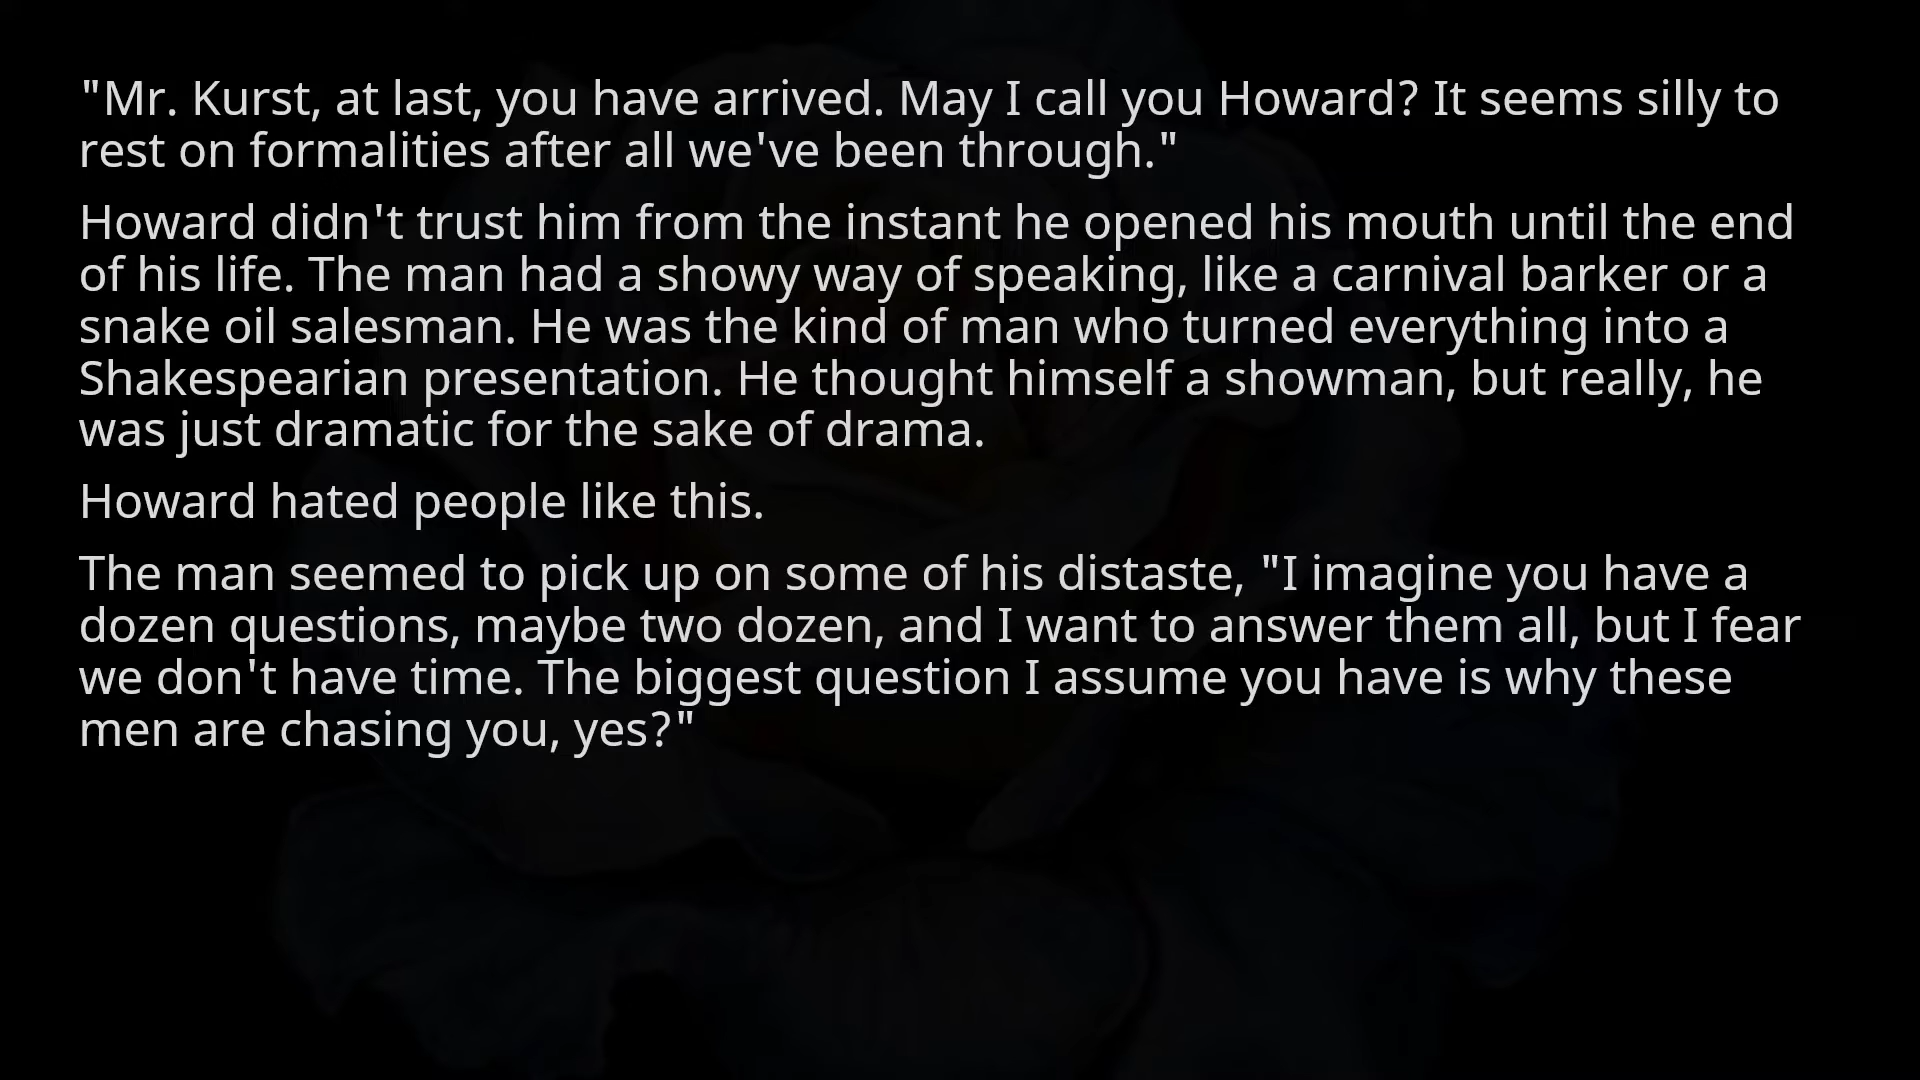 "Mr. Kurst, at last, you have arrived. May I call you Howard? It seems silly to
rest on formalities after all we've been through."
Howard didn't trust him from the instant he opened his mouth until the end
of his life. The man had a showy way of speaking, like a carnival barker or a
snake oil salesman. He was the kind of man who turned everything into a
Shakespearian presentation. He thought himself a showman, but really, he
was just dramatic for the sake of drama.
Howard hated people like this.
The man seemed to pick up on some of his distaste, "I imagine you have a
dozen questions, maybe two dozen, and I want to answer them all, but I fear
we don't have time. The biggest question I assume you have is why these
men are chasing you, yes?"